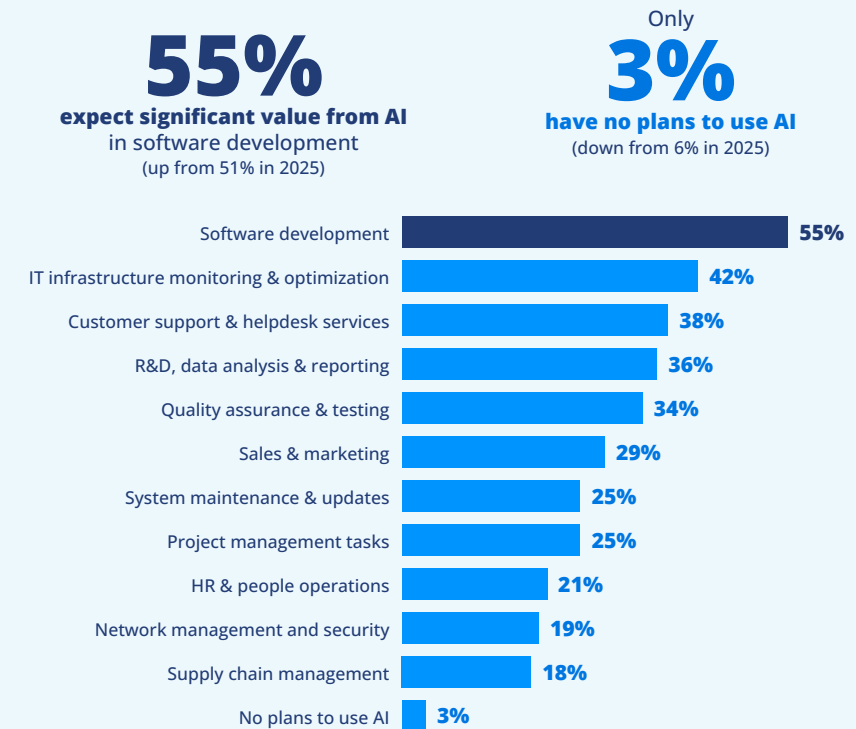 55%
expect significant value from AI
in software development
(up from 51% in 2025)
Only
3%
have no plans to use AI
(down from 6% in 2025)
Software development 55%
IT infrastructure monitoring & optimization 42%
Customer support & helpdesk services 38%
R&D, data analysis & reporting 36%
Quality assurance & testing 34%
Sales & marketing 29%
System maintenance & updates 25%
Project management tasks 25%
HR & people operations 21%
Network management and security 19%
Supply chain management 18%
No plans to use AI 3%